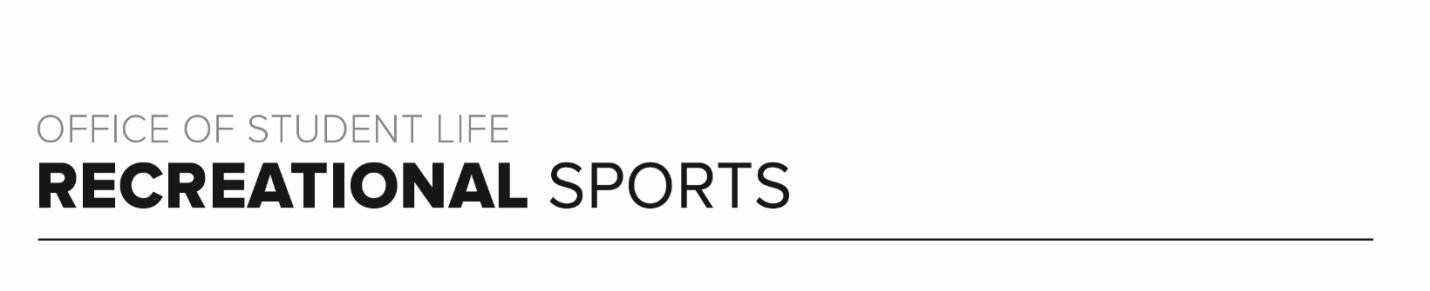 OFFICE OF STUDENT LIFE
RECREATIONAL SPORTS